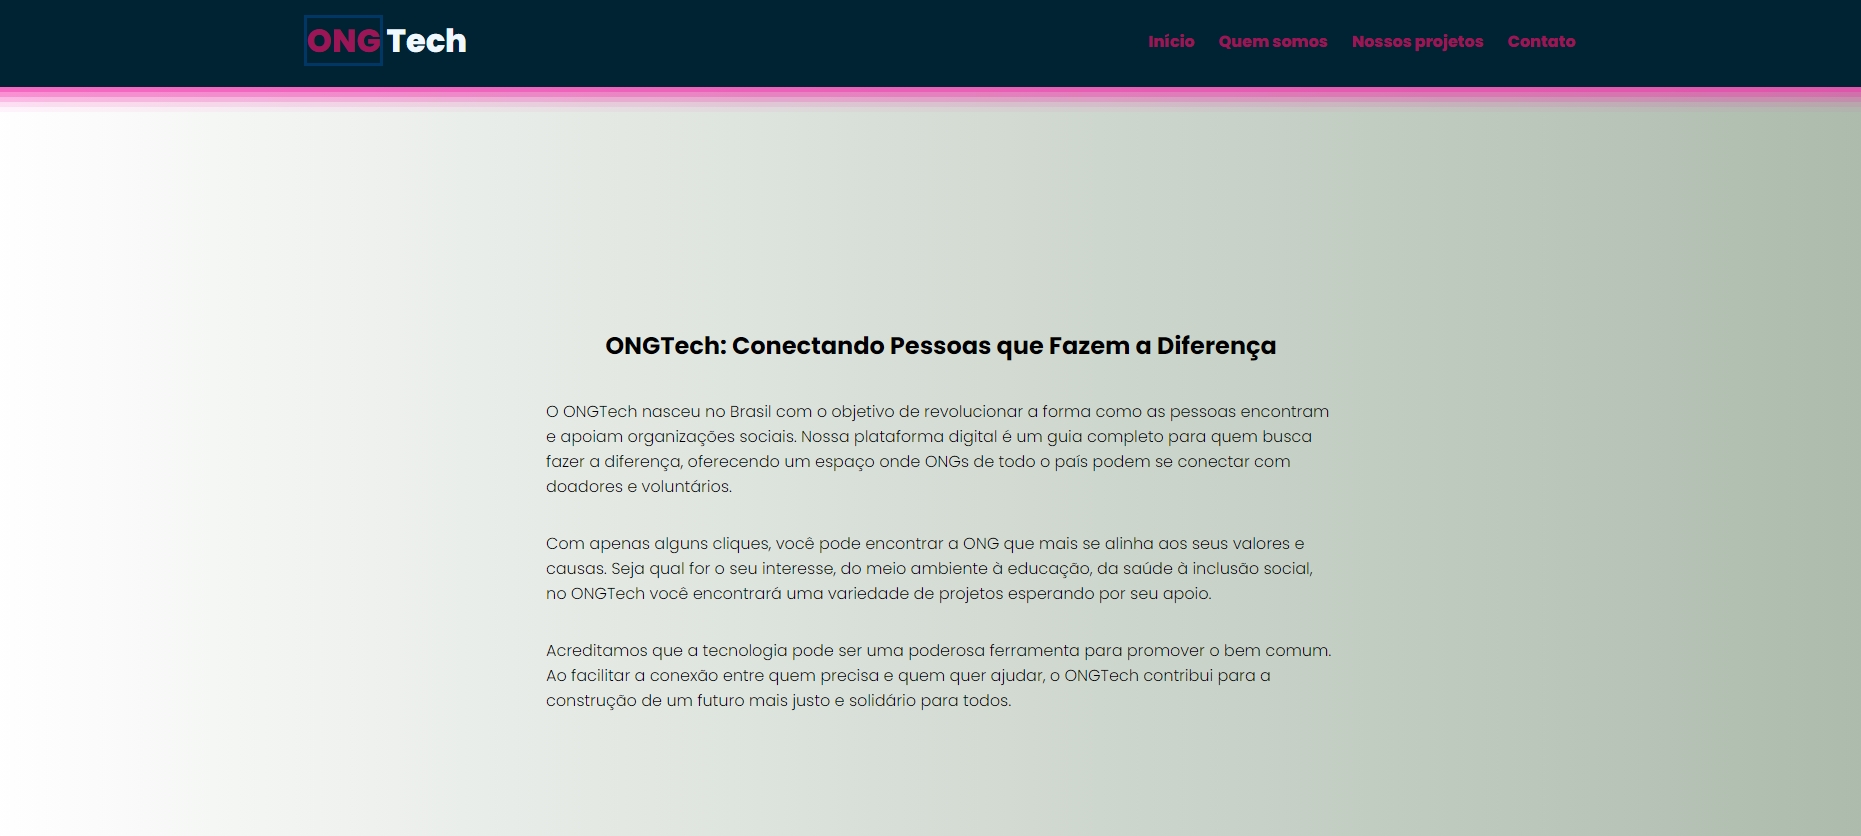 ONG Tech
Início Quem somos Nossos projetos Contato
ONGTech: Conectando Pessoas que Fazem a Diferença
O ONGTech nasceu no Brasil com o objetivo de revolucionar a forma como as pessoas encontram
e apoiam organizações sociais. Nossa plataforma digital é um guia completo para quem busca
fazer a diferença, oferecendo um espaço onde ONGs de todo o país podem se conectar com
doadores e voluntários.
Com apenas alguns cliques, você pode encontrar a ONG que mais se alinha aos seus valores e
causas. Seja qual for o seu interesse, do meio ambiente à educação, da saúde à inclusão social,
no ONGTech você encontrará uma variedade de projetos esperando por seu apoio.
Acreditamos que a tecnologia pode ser uma poderosa ferramenta para promover o bem comum.
Ao facilitar a conexão entre quem precisa e quem quer ajudar, o ONGTech contribui para a
construção de um futuro mais justo e solidário para todos.